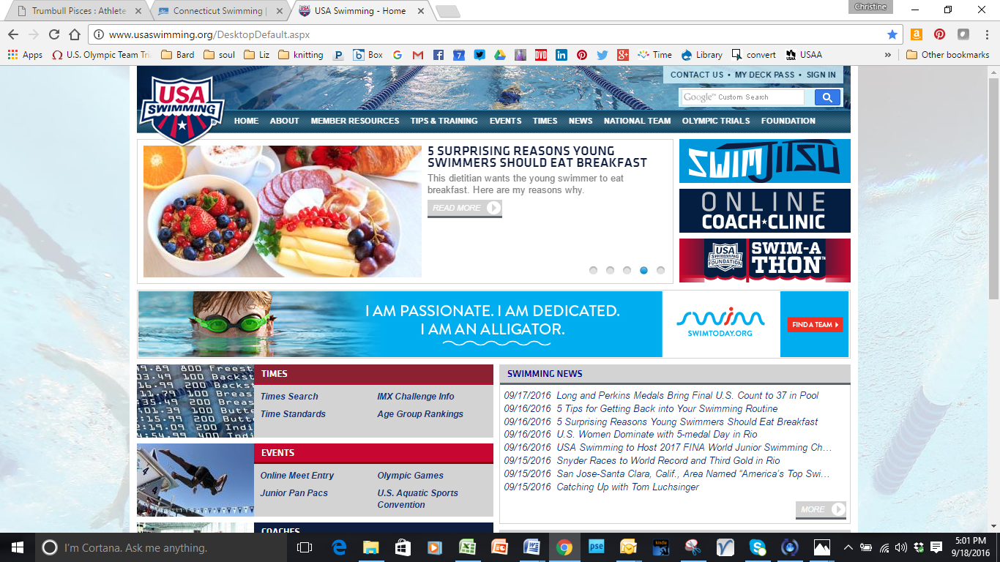 Trumbull Pisces : Athlete
Connecticut Swimming |
USA Swimming - Home
Christine
www.usaswimming.org/DesktopDefault.aspx
Apps
U.S. Olympic Team Tria
Bard
soul
Liz
knitting
Box
Time
Library
convert
USAA
Other bookmarks
CONTACT US • MY DECK PASS • SIGN IN
Google™ Custom Search
USA
SWIMMING
HOME ABOUT MEMBER RESOURCES TIPS & TRAINING EVENTS TIMES NEWS NATIONAL TEAM OLYMPIC TRIALS FOUNDATION
5 SURPRISING REASONS YOUNG
SWIMMERS SHOULD EAT BREAKFAST
This dietitian wants the young swimmer to eat
breakfast. Here are my reasons why.
READ MORE
SWIMJITSU
ONLINE
COACH★CLINIC
USA
SWIMMING
FOUNDATION
SWIM-A
THON™
I AM PASSIONATE. I AM DEDICATED.
I AM AN ALLIGATOR.
swim
SWIMTODAY.ORG
FIND A TEAM
TIMES
Times Search
IMX Challenge Info
Time Standards
Age Group Rankings
EVENTS
Online Meet Entry
Olympic Games
Junior Pan Pacs
U.S. Aquatic Sports
Convention
COACHES
SWIMMING NEWS
09/17/2016 Long and Perkins Medals Bring Final U.S. Count to 37 in Pool
09/16/2016 5 Tips for Getting Back into Your Swimming Routine
09/16/2016 5 Surprising Reasons Young Swimmers Should Eat Breakfast
09/16/2016 U.S. Women Dominate with 5-medal Day in Rio
09/16/2016 USA Swimming to Host 2017 FINA World Junior Swimming Ch…
09/15/2016 Snyder Races to World Record and Third Gold in Rio
09/15/2016 San Jose-Santa Clara, Calif., Area Named “America’s Top Swi…
09/15/2016 Catching Up with Tom Luchsinger
MORE
I'm Cortana. Ask me anything.
pse
kindle
5:01 PM
9/18/2016